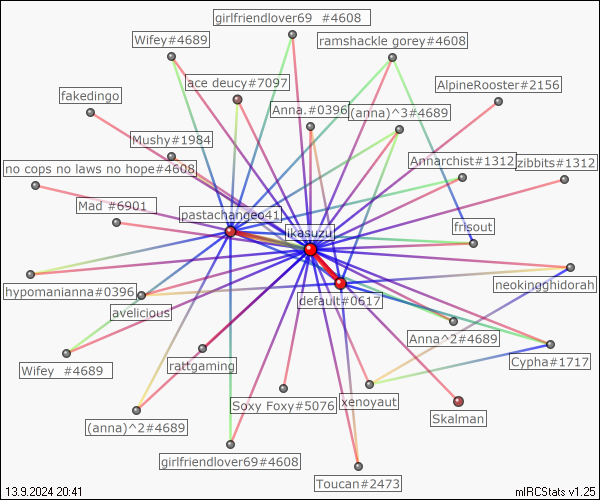 girlfriendlover69  #4608
Wifey#4689
ramshackle gorey#4608
ace deucy#7097
AlpineRooster#2156
fakedingo
Anna.#0396
(anna)^3#4689
Mushy#1984
no cops no laws no hope#4608
Anmarchist#1312
zibbits#1312
Mad #6901
pastachangeo41
ikasuzu
frisout
hypomanianna#0396
neokingghidorah
avelicious
default#0617
Anna^2#4689
Cypha#1717
Wifey  #4689
rattgaming
Soxy Foxy#5076
xenoyaut
Skalman
(anna)^2#4689
girlfriendlover69#4608
Toucan#2473
13.9.2024 20:41
mIRCStats v1.25